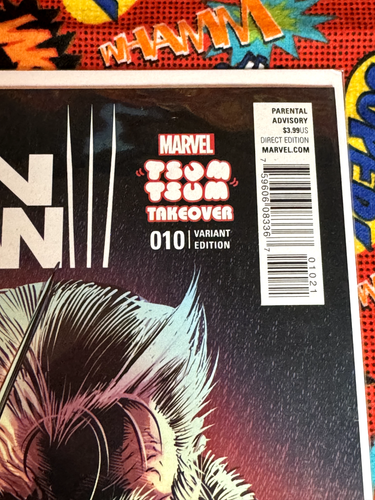 WHAMM
POWER!
PARENTAL
ADVISORY
$3.99US
DIRECT EDITION
MARVEL.COM
MARVEL
"TSUM
TSUM"
TAKEOVER
010 | VARIANT
EDITION
N
N
7 59606 08336 7
01021